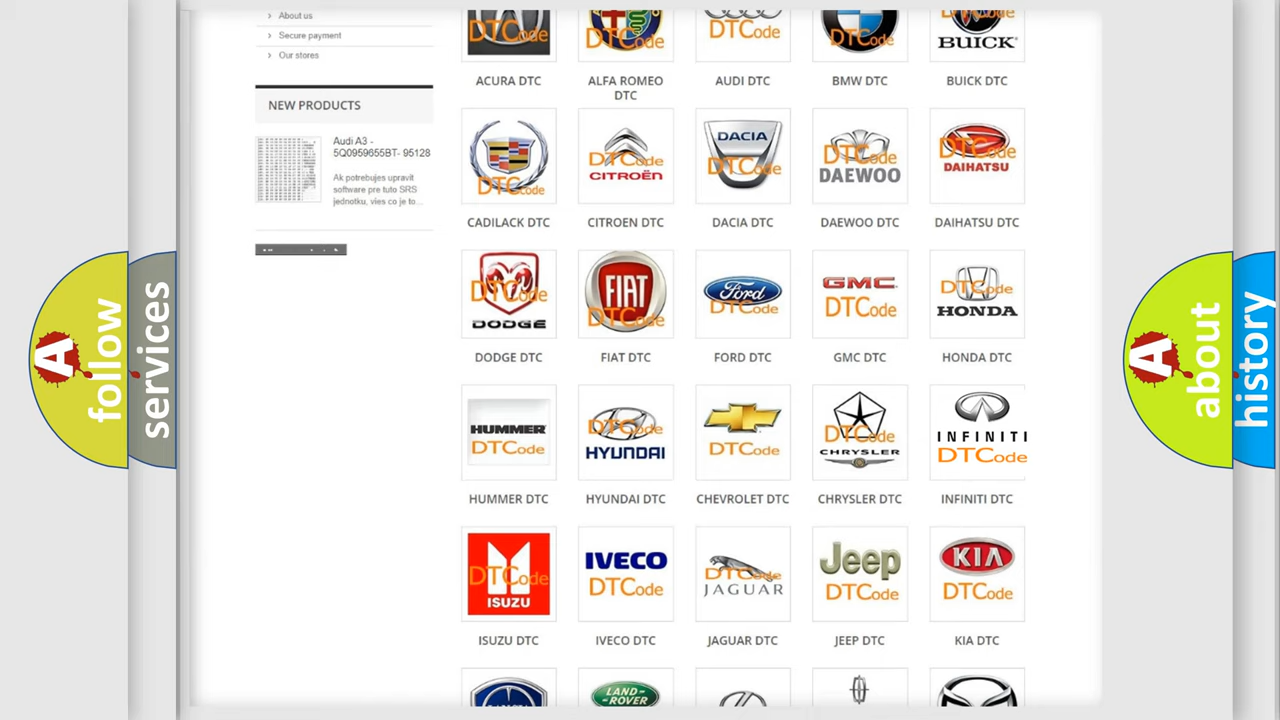 About us
Secure payment
Our stores
NEW PRODUCTS
Audi A3 -
5Q0959655BT- 95128
Ak potrebujes upravit
software pre tuto SRS
jednotku, vies co je to...
DTCode
DTCode
DTCode
DTCode
BUICK
DTCode
ACURA DTC
ALFA ROMEO
DTC
AUDI DTC
BMW DTC
BUICK DTC
DTCode
DTCode
CITROËN
DACIA
DTCode
DTCode
DAEWOO
DTCode
DAIHATSU
CADILACK DTC
CITROEN DTC
DACIA DTC
DAEWOO DTC
DAIHATSU DTC
DTCode
DODGE
FIAT
DTCode
Ford
DTCode
GMC
DTCode
DTCode
HONDA
DODGE DTC
FIAT DTC
FORD DTC
GMC DTC
HONDA DTC
HUMMER
DTCode
DTCode
HYUNDAI
DTCode
DTCode
CHRYSLER
INFINITI
DTCode
HUMMER DTC
HYUNDAI DTC
CHEVROLET DTC
CHRYSLER DTC
INFINITI DTC
DTCode
ISUZU
IVECO
DTCode
DTCode
JAGUAR
Jeep
DTCode
KIA
DTCode
ISUZU DTC
IVECO DTC
JAGUAR DTC
JEEP DTC
KIA DTC
LAND-
ROVER
A
follow
services
A
about
history